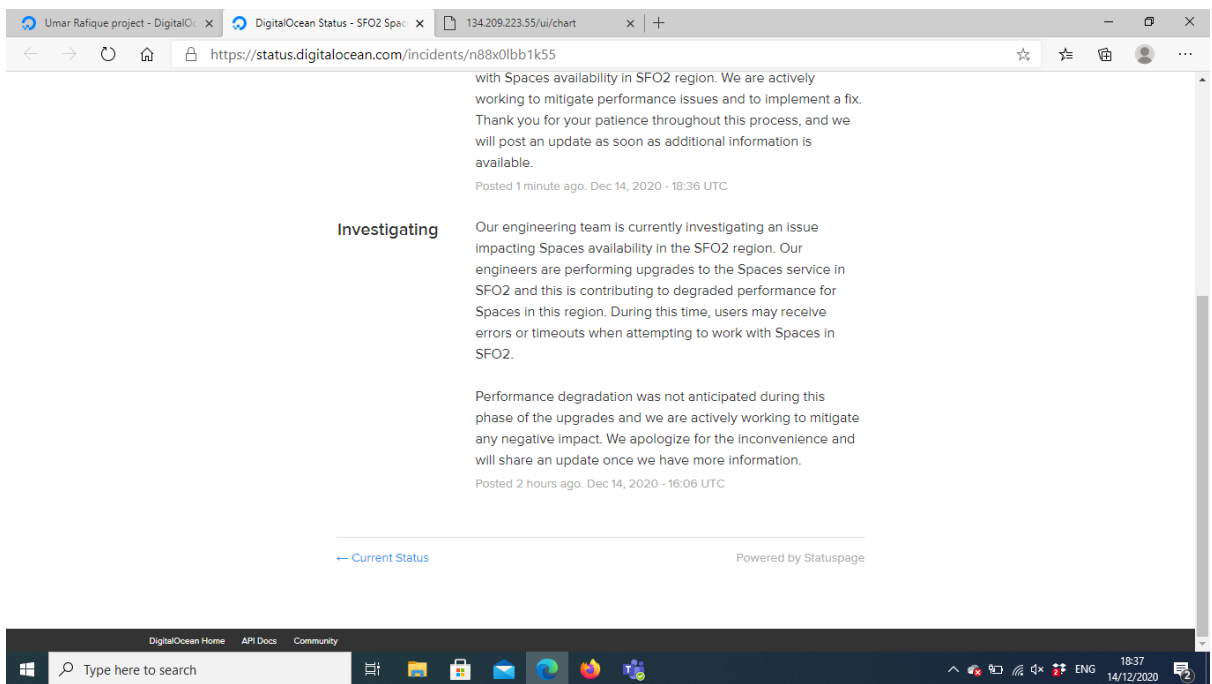 Umar Rafique project - DigitalOc
DigitalOcean Status - SFO2 Spac
134.209.223.55/ui/chart
https://status.digitalocean.com/incidents/n88x0lbb1k55
with Spaces availability in SFO2 region. We are actively
working to mitigate performance issues and to implement a fix.
Thank you for your patience throughout this process, and we
will post an update as soon as additional information is
available.
Posted 1 minute ago. Dec 14, 2020 - 18:36 UTC
Investigating
Our engineering team is currently investigating an issue
impacting Spaces availability in the SFO2 region. Our
engineers are performing upgrades to the Spaces service in
SFO2 and this is contributing to degraded performance for
Spaces in this region. During this time, users may receive
errors or timeouts when attempting to work with Spaces in
SFO2.
Performance degradation was not anticipated during this
phase of the upgrades and we are actively working to mitigate
any negative impact. We apologize for the inconvenience and
will share an update once we have more information.
Posted 2 hours ago. Dec 14, 2020 - 16:06 UTC
← Current Status
Powered by Statuspage
DigitalOcean Home API Docs Community
Type here to search
ENG
18:37
14/12/2020
2